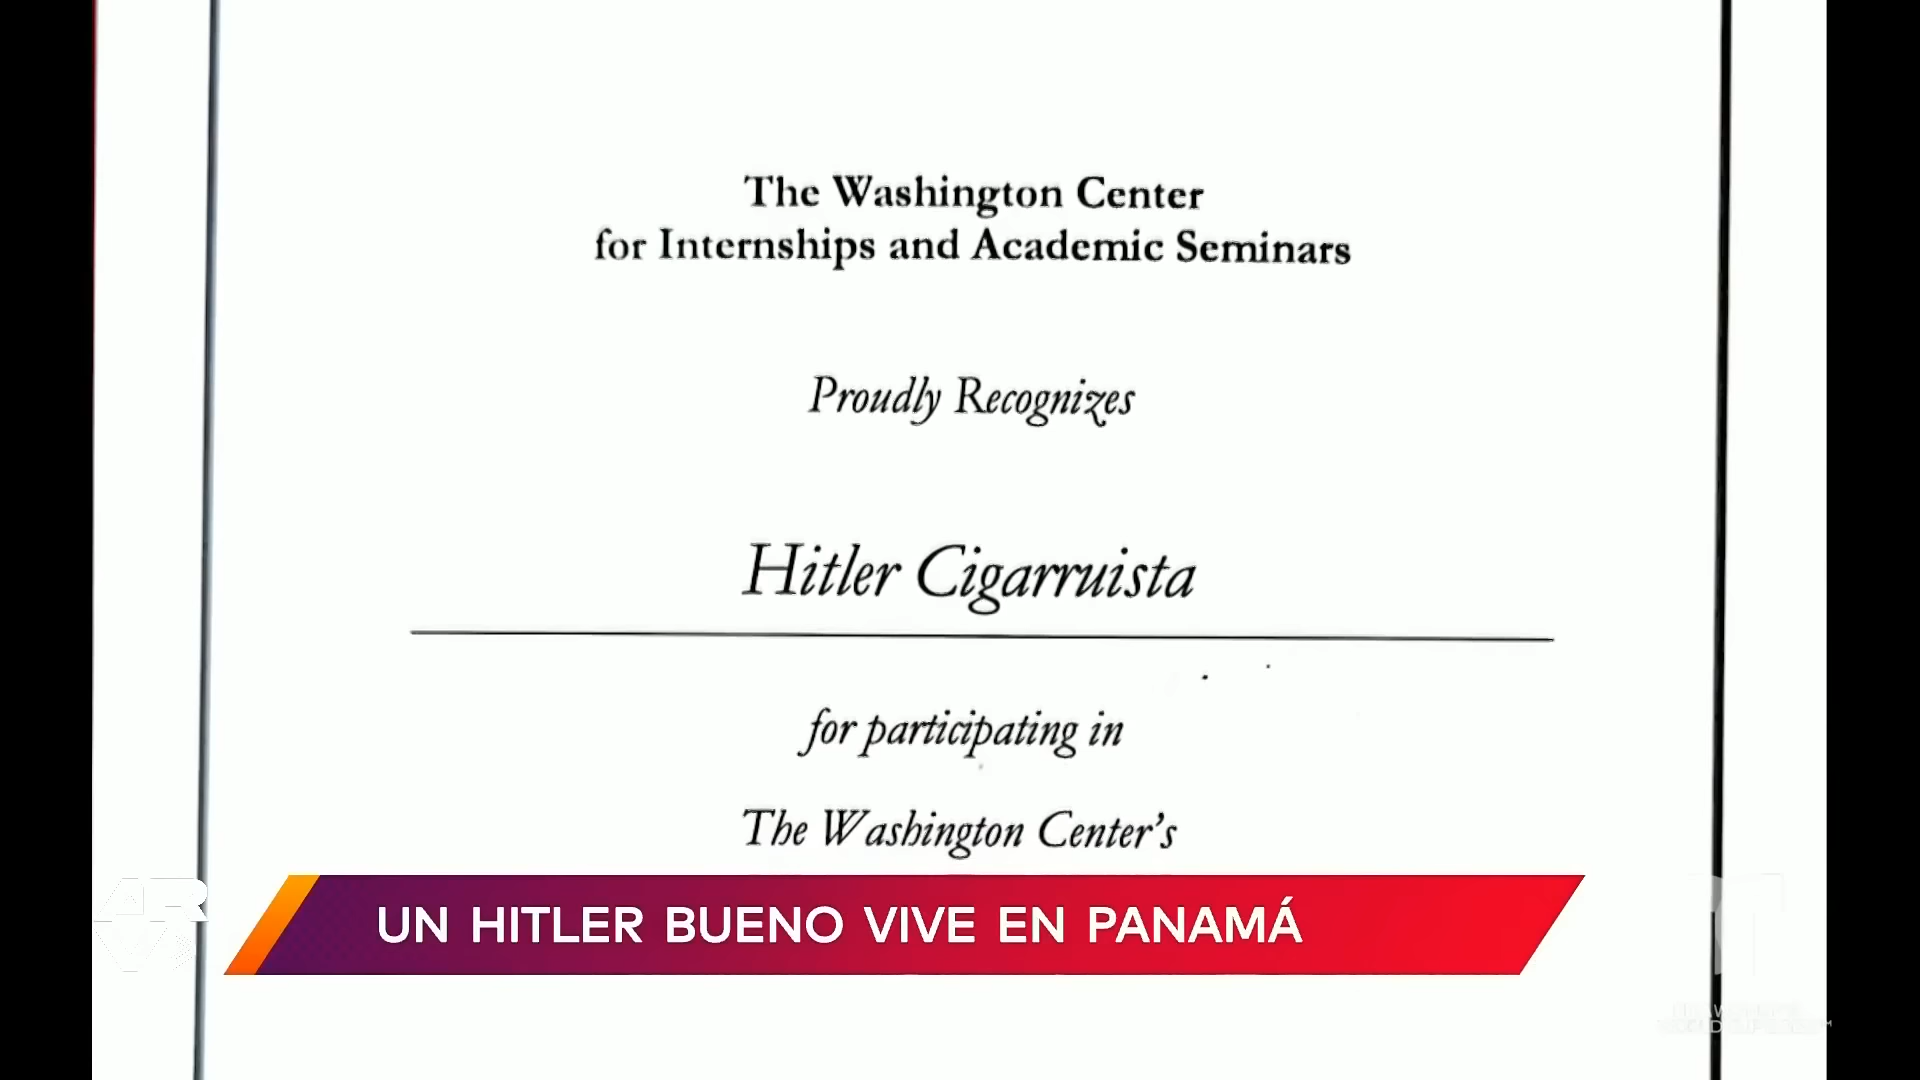 The Washington Center
for Internships and Academic Seminars
Proudly Recognizes
Hitler Cigarruista
for participating in
The Washington Center's
AR
UN HITLER BUENO VIVE EN PANAMÁ